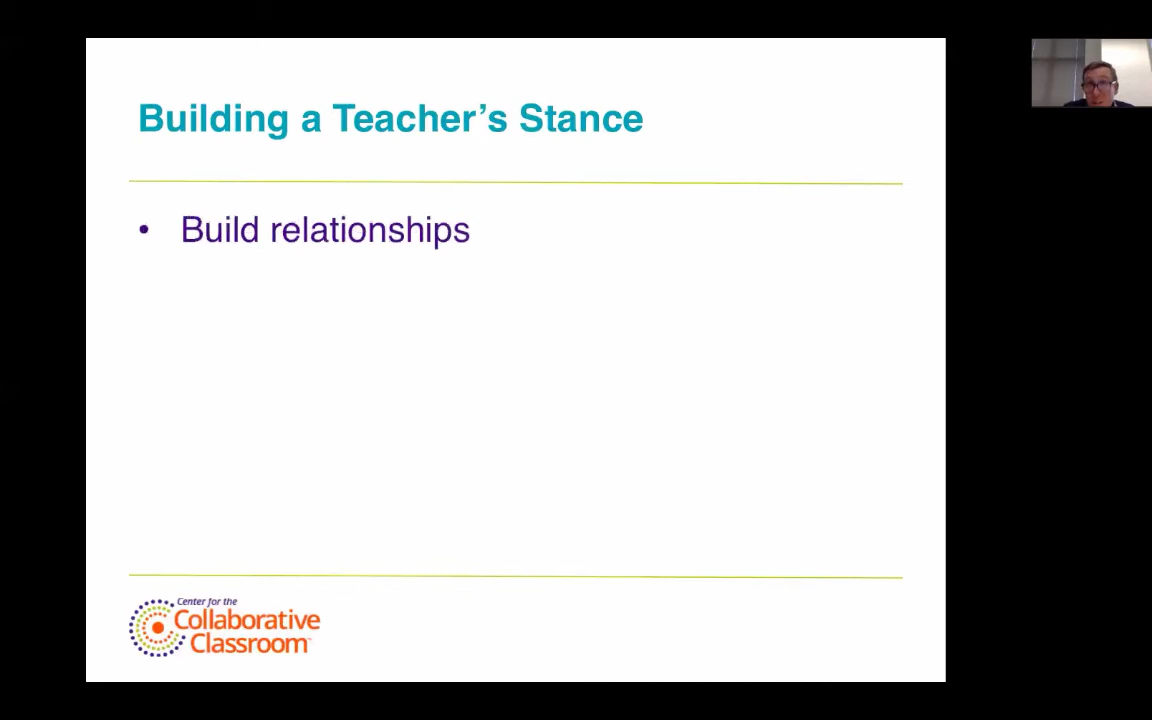 Building a Teacher’s Stance
• Build relationships
Center for the
Collaborative
Classroom